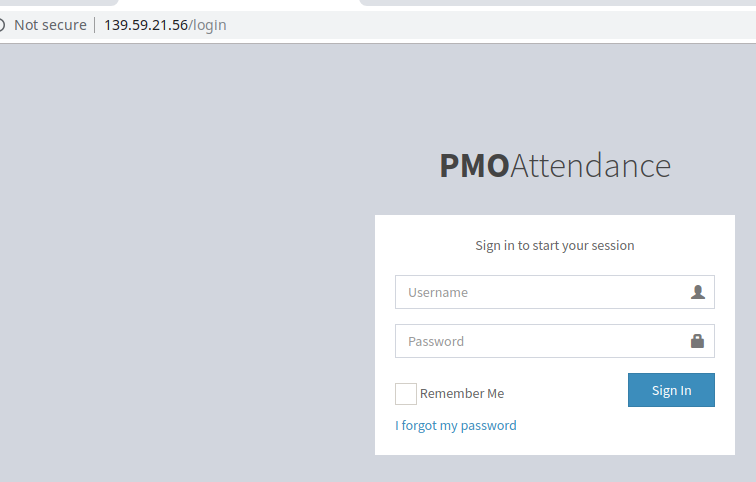 Not secure | 139.59.21.56/login
PMOAttendance
Sign in to start your session
Username
Password
Remember Me
Sign In
I forgot my password